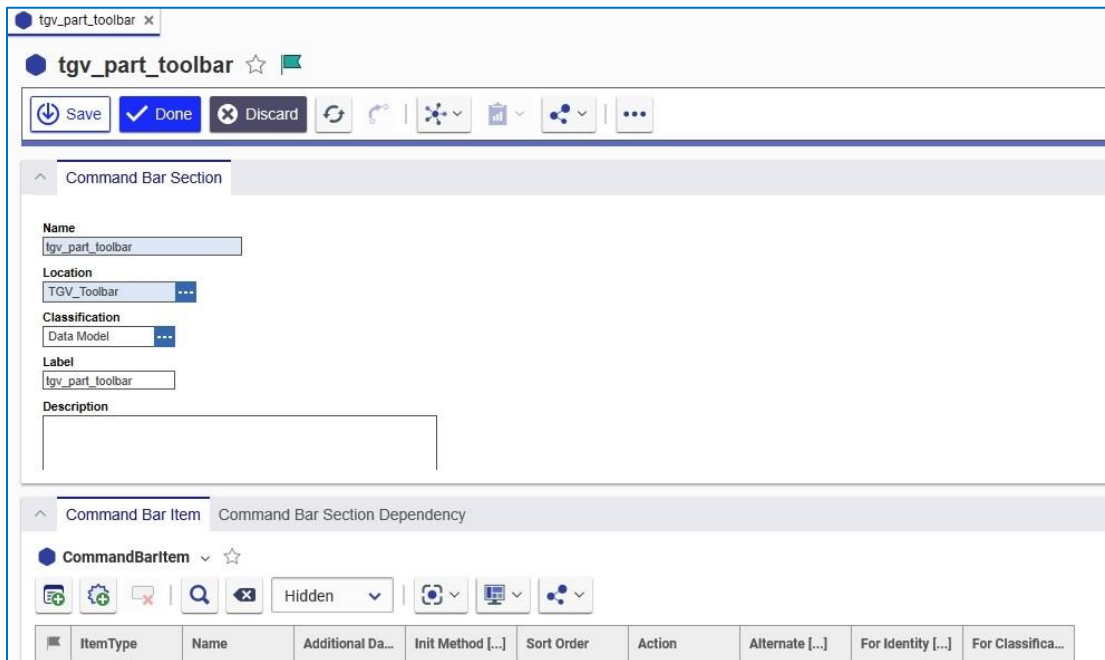 tgv_part_toolbar
tgv_part_toolbar
Save Done Discard
Command Bar Section
Name
tgv_part_toolbar
Location
TGV_Toolbar
Classification
Data Model
Label
tgv_part_toolbar
Description
Command Bar Item Command Bar Section Dependency
CommandBarItem
Hidden
ItemType Name Additional Da... Init Method [...] Sort Order Action Alternate [...] For Identity [...] For Classifica...